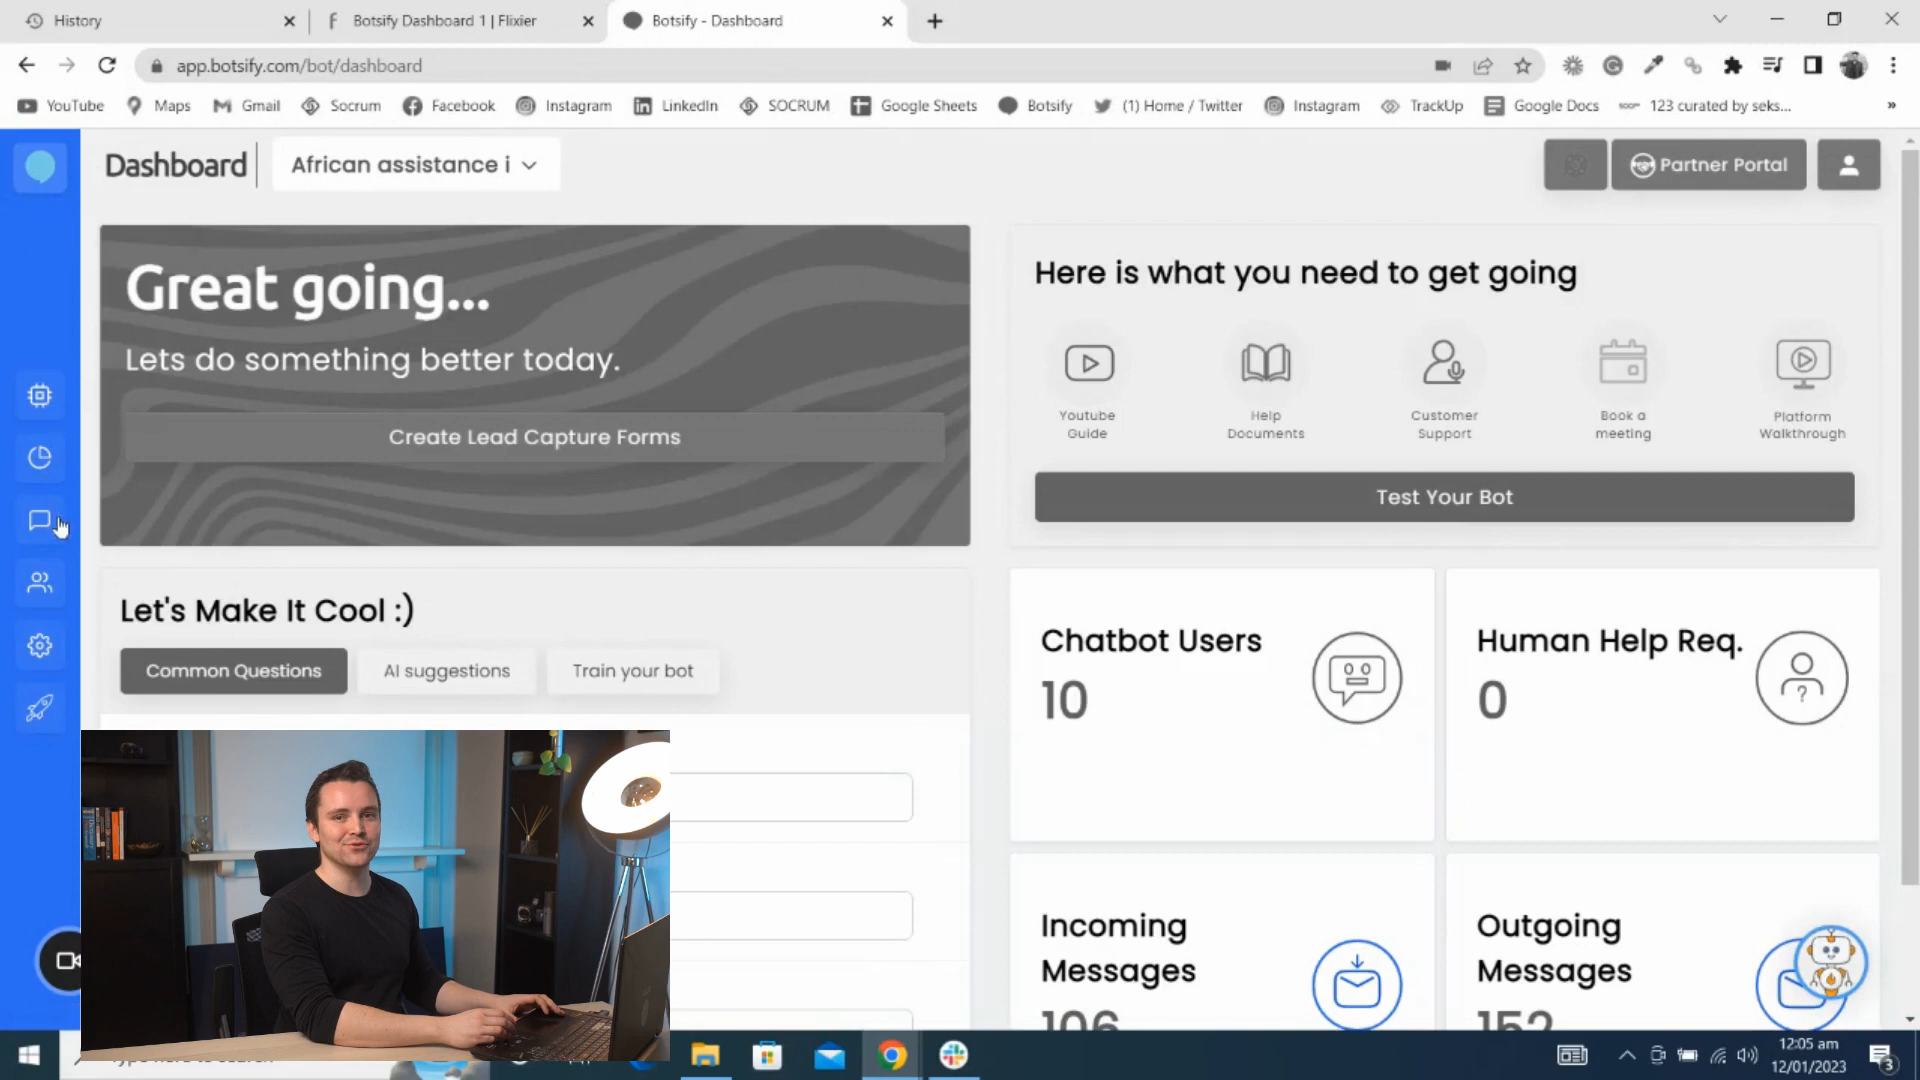 History
Botsify Dashboard 1 | Flixier
Botsify - Dashboard
app.botsify.com/bot/dashboard
YouTube
Maps
Gmail
Socrum
Facebook
Instagram
LinkedIn
SOCRUM
Google Sheets
Botsify
(1) Home / Twitter
Instagram
TrackUp
Google Docs
123 curated by seks...
»
Dashboard
African assistance i
Partner Portal
Great going...
Lets do something better today.
Create Lead Capture Forms
Here is what you need to get going
Youtube
Guide
Help
Documents
Customer
Support
Book a
meeting
Platform
Walkthrough
Test Your Bot
Let's Make It Cool :)
Common Questions
AI suggestions
Train your bot
Chatbot Users
10
Human Help Req.
0
Incoming
Messages
106
Outgoing
Messages
152
12:05 am
12/01/2023
3